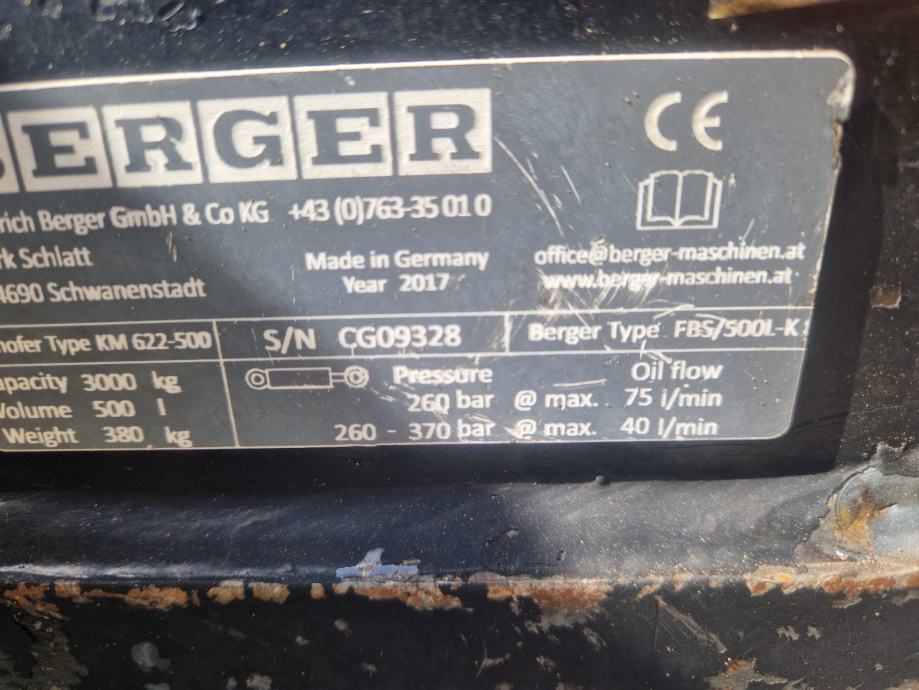 BERGER
CE
rich Berger GmbH & Co KG +43 (0)763-35 01 0
rk Schlatt
Made in Germany
office@berger-maschinen.at
4690 Schwanenstadt
Year 2017
www.berger-maschinen.at
hofer Type KM 622-500
S/N CG09328
Berger Type FBS/500L-K
apacity 3000 kg
Pressure
Oil flow
Volume 500 l
260 bar @ max. 75 l/min
Weight 380 kg
260 - 370 bar @ max. 40 l/min